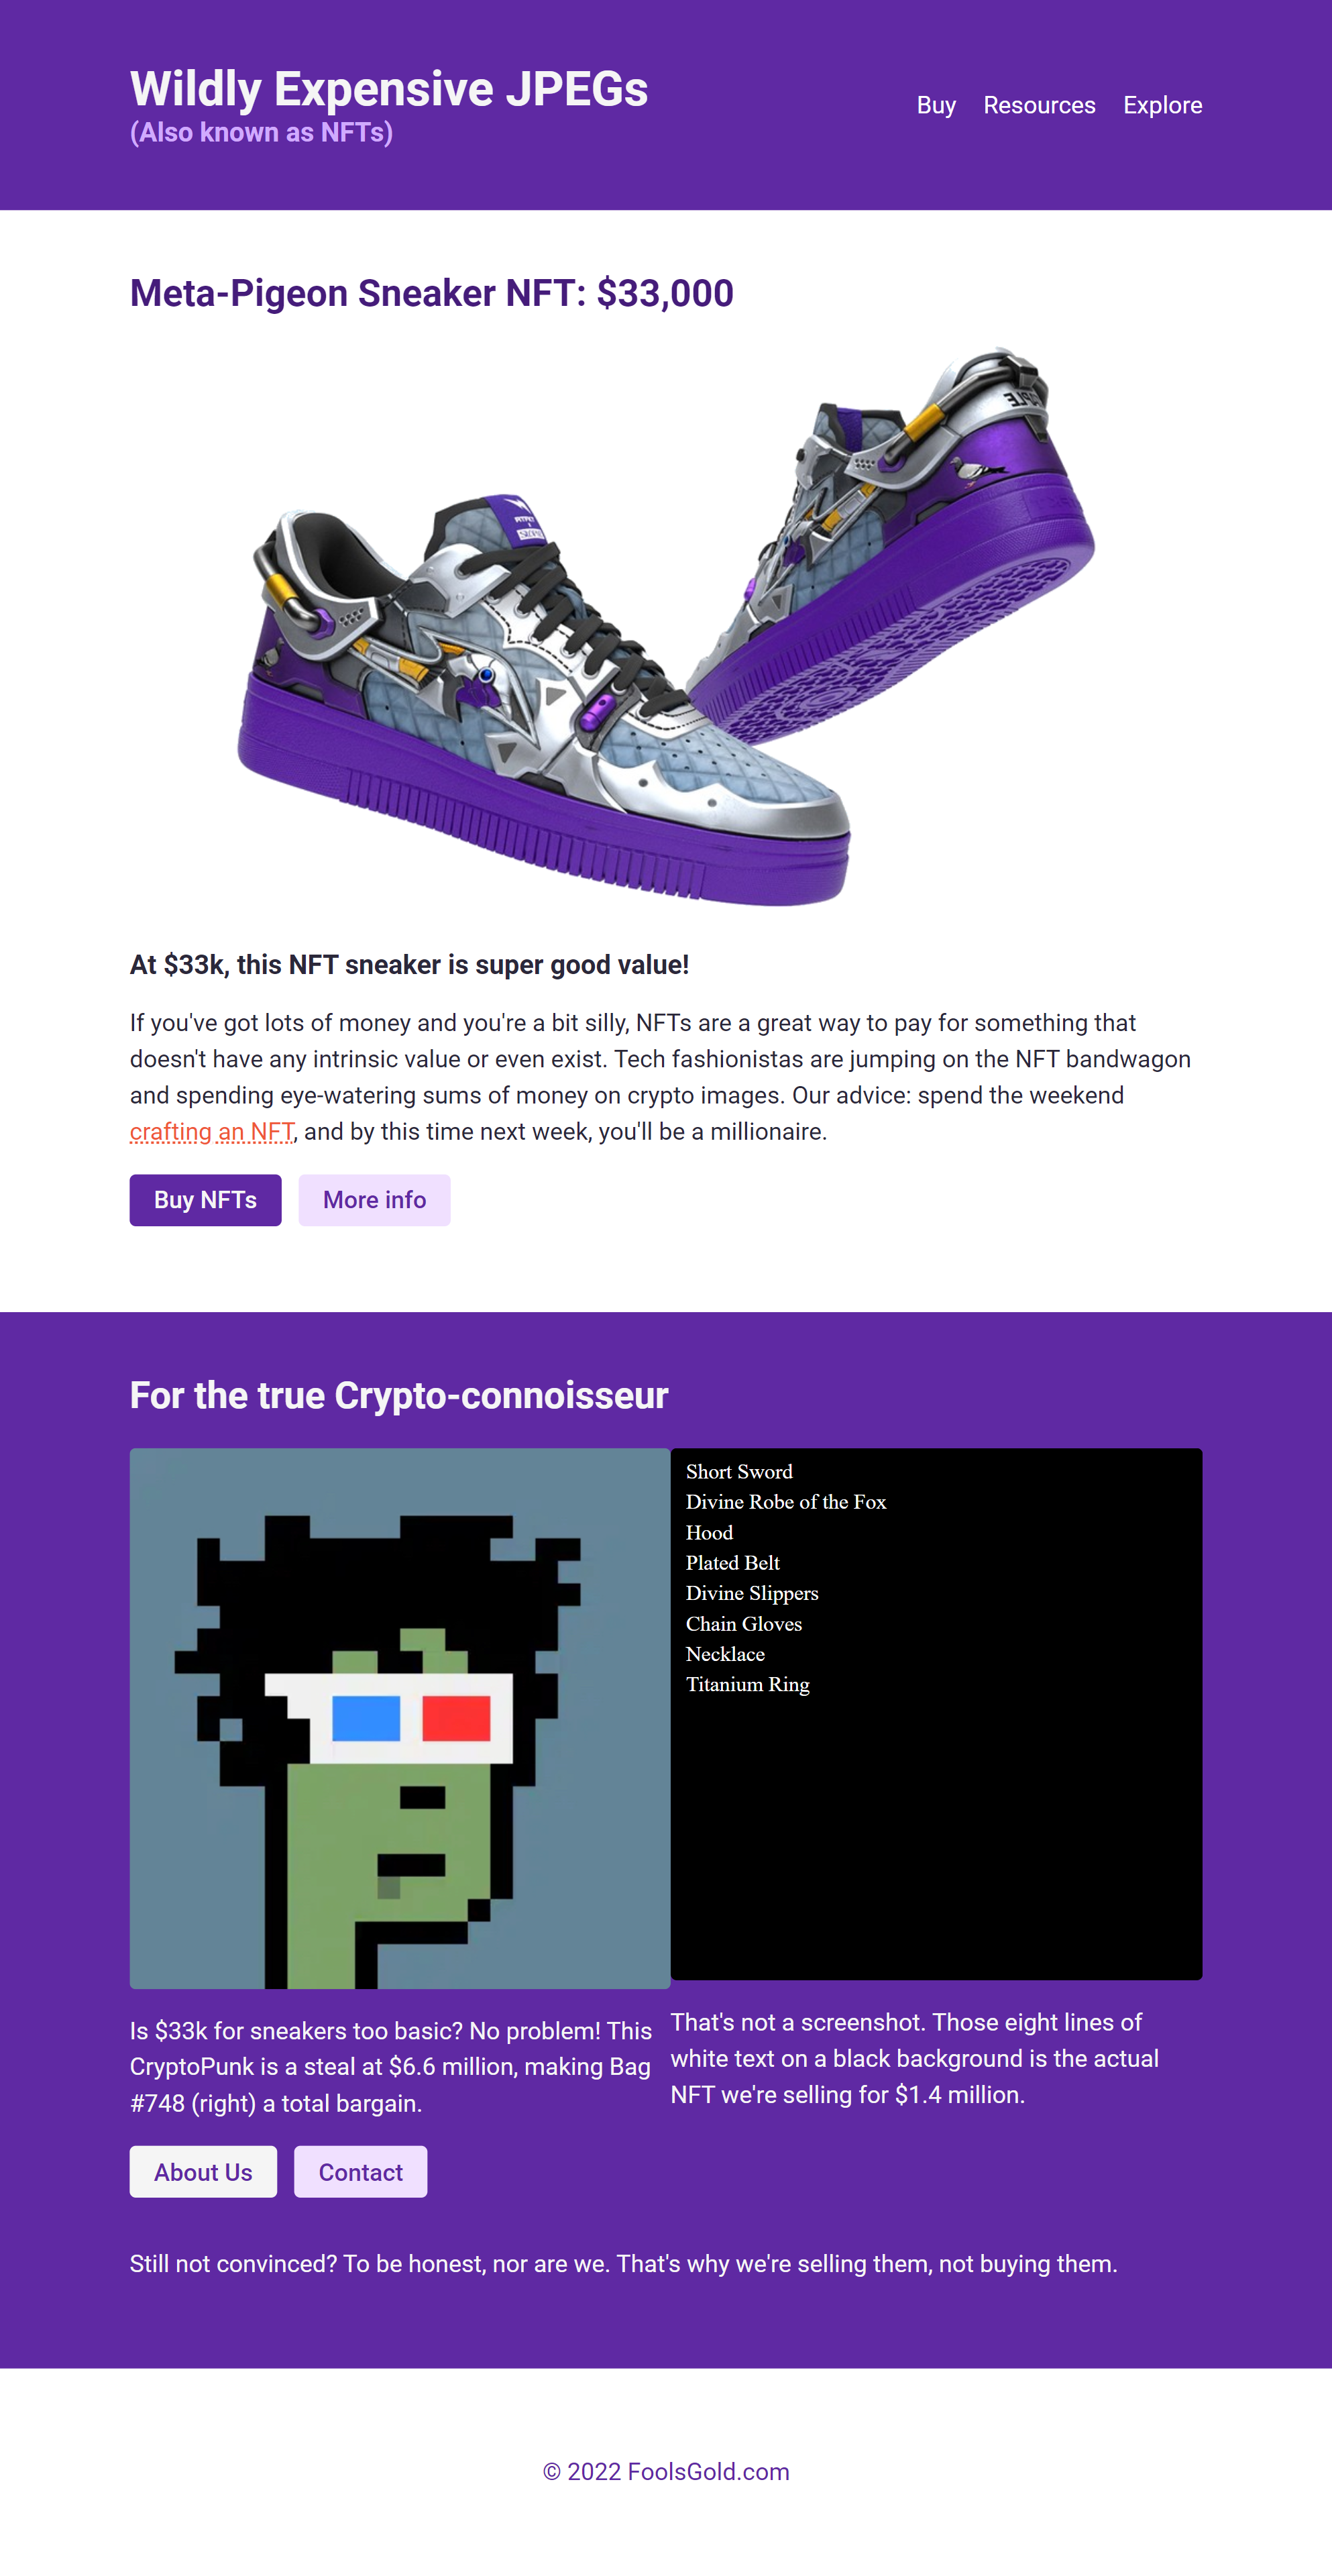 Wildly Expensive JPEGs
(Also known as NFTs)
Buy Resources Explore
Meta-Pigeon Sneaker NFT: $33,000
At $33k, this NFT sneaker is super good value!
If you've got lots of money and you're a bit silly, NFTs are a great way to pay for something that
doesn't have any intrinsic value or even exist. Tech fashionistas are jumping on the NFT bandwagon
and spending eye-watering sums of money on crypto images. Our advice: spend the weekend
crafting an NFT, and by this time next week, you'll be a millionaire.
Buy NFTs More info
For the true Crypto-connoisseur
Short Sword
Divine Robe of the Fox
Hood
Plated Belt
Divine Slippers
Chain Gloves
Necklace
Titanium Ring
Is $33k for sneakers too basic? No problem! This
CryptoPunk is a steal at $6.6 million, making Bag
#748 (right) a total bargain.
That's not a screenshot. Those eight lines of
white text on a black background is the actual
NFT we're selling for $1.4 million.
About Us Contact
Still not convinced? To be honest, nor are we. That's why we're selling them, not buying them.
© 2022 FoolsGold.com